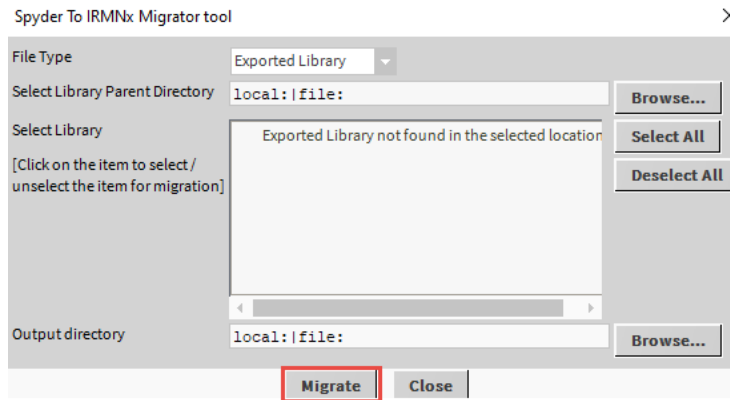 Spyder To IRMNx Migrator tool
File Type
Exported Library
Select Library Parent Directory
local:|file:
Browse...
Select Library
Exported Library not found in the selected location
Select All
[Click on the item to select /
unselect the item for migration]
Deselect All
Output directory
local:|file:
Browse...
Migrate
Close